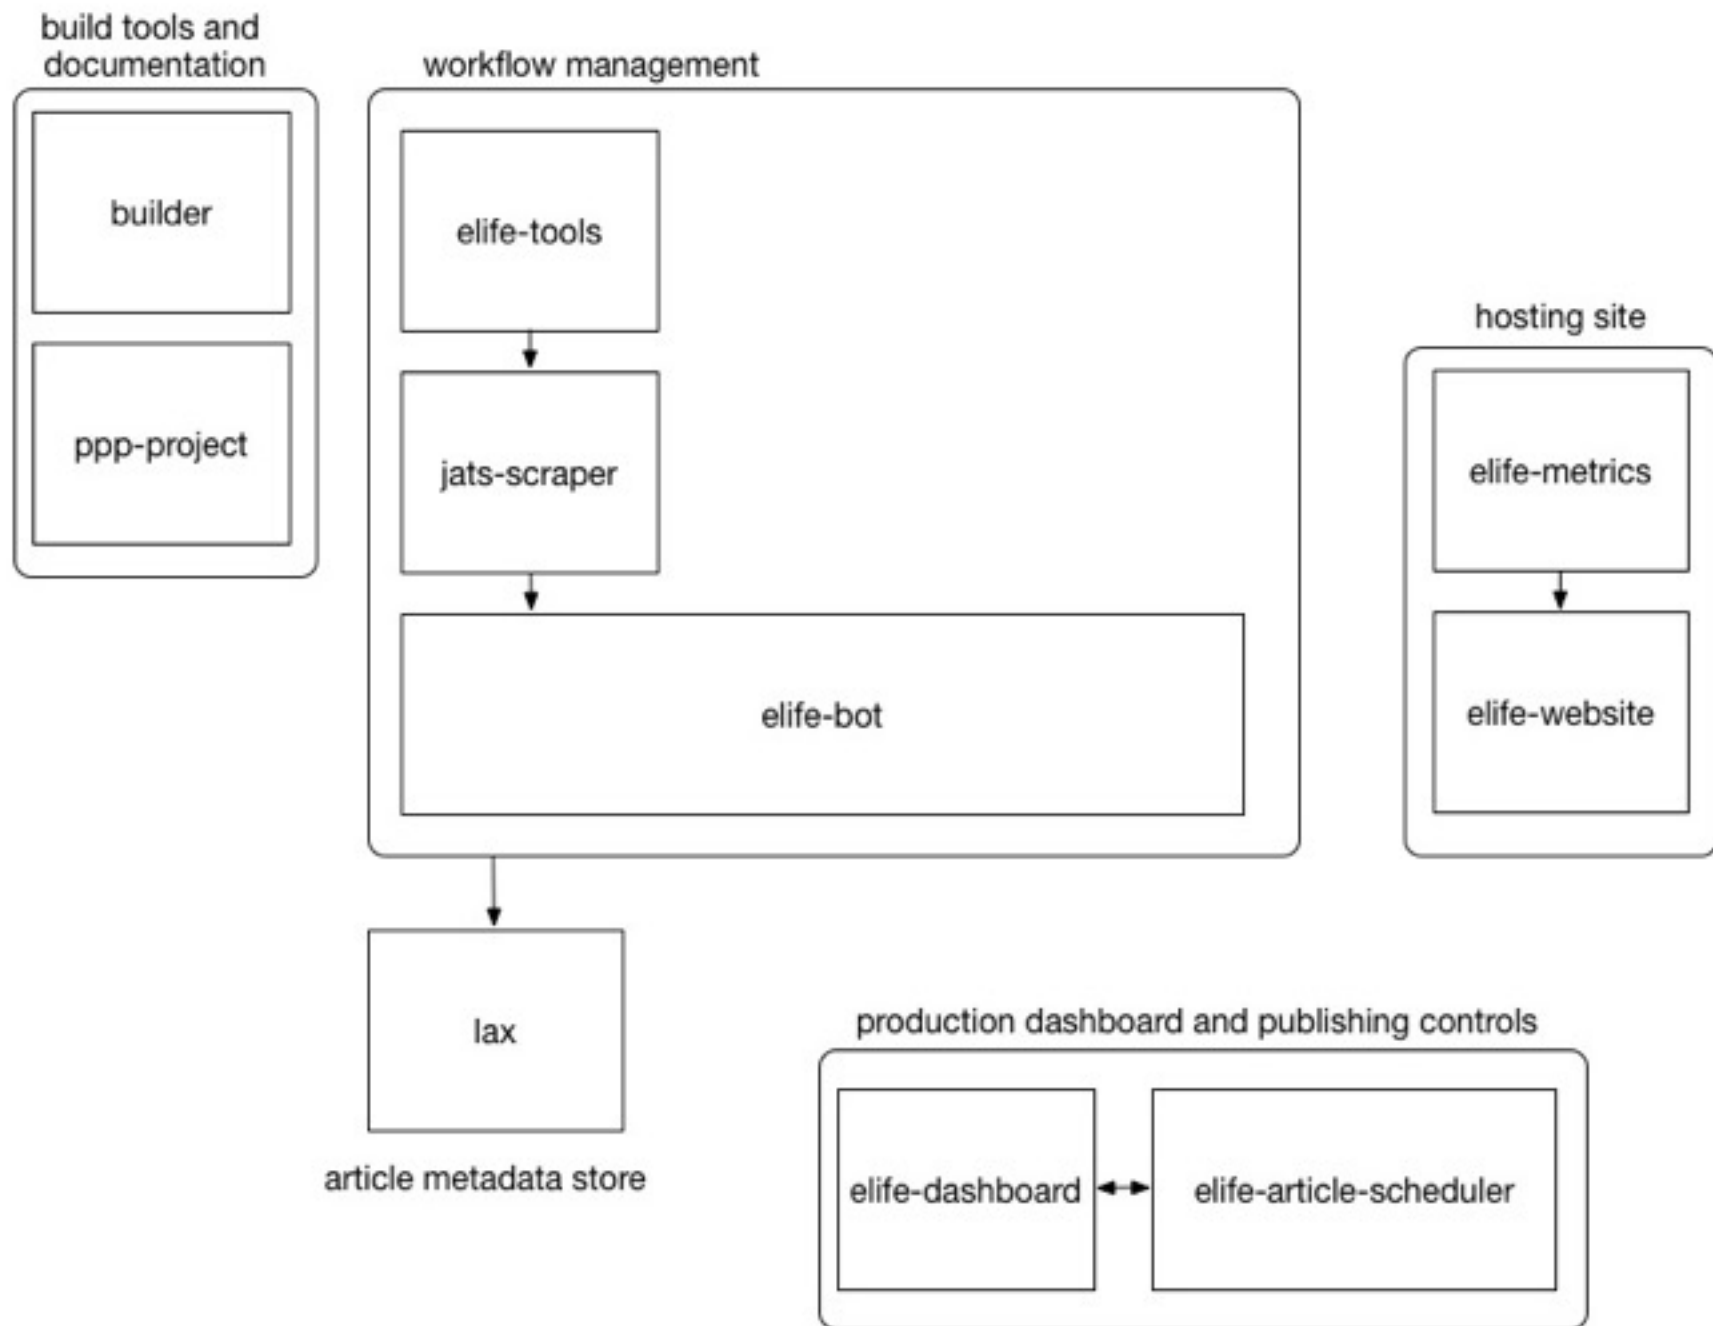 build tools and
documentation
builder
ppp-project
workflow management
elife-tools
jats-scraper
elife-bot
hosting site
elife-metrics
elife-website
lax
article metadata store
production dashboard and publishing controls
elife-dashboard
elife-article-scheduler